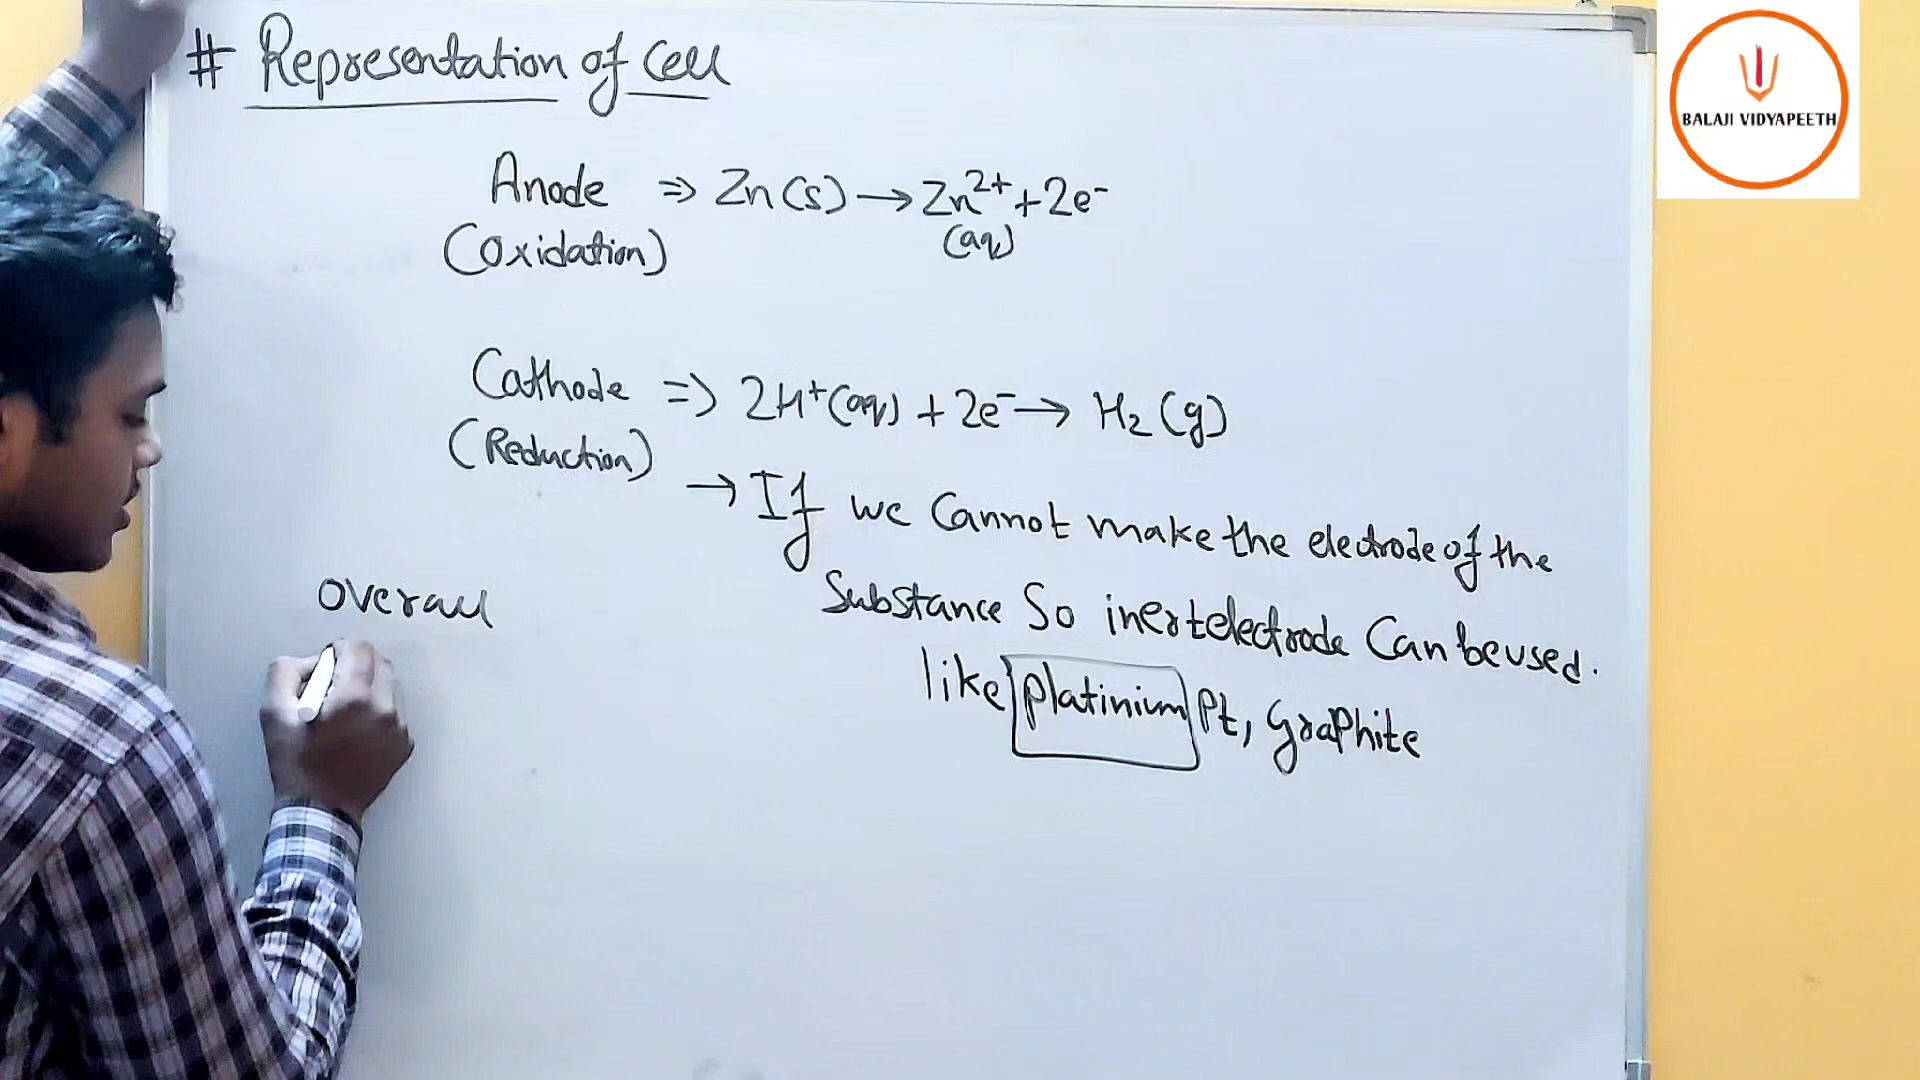 # Representation of Cell
BALAJI VIDYAPEETH
Anode => Zn(s) → Zn²⁺ + 2e⁻
(Oxidation) (aq)
Cathode => 2H⁺(aq) + 2e⁻ → H₂(g)
(Reduction)
→ If we Cannot make the electrode of the
Substance So inert electrode Can be used.
like platinium Pt, Graphite
Overall